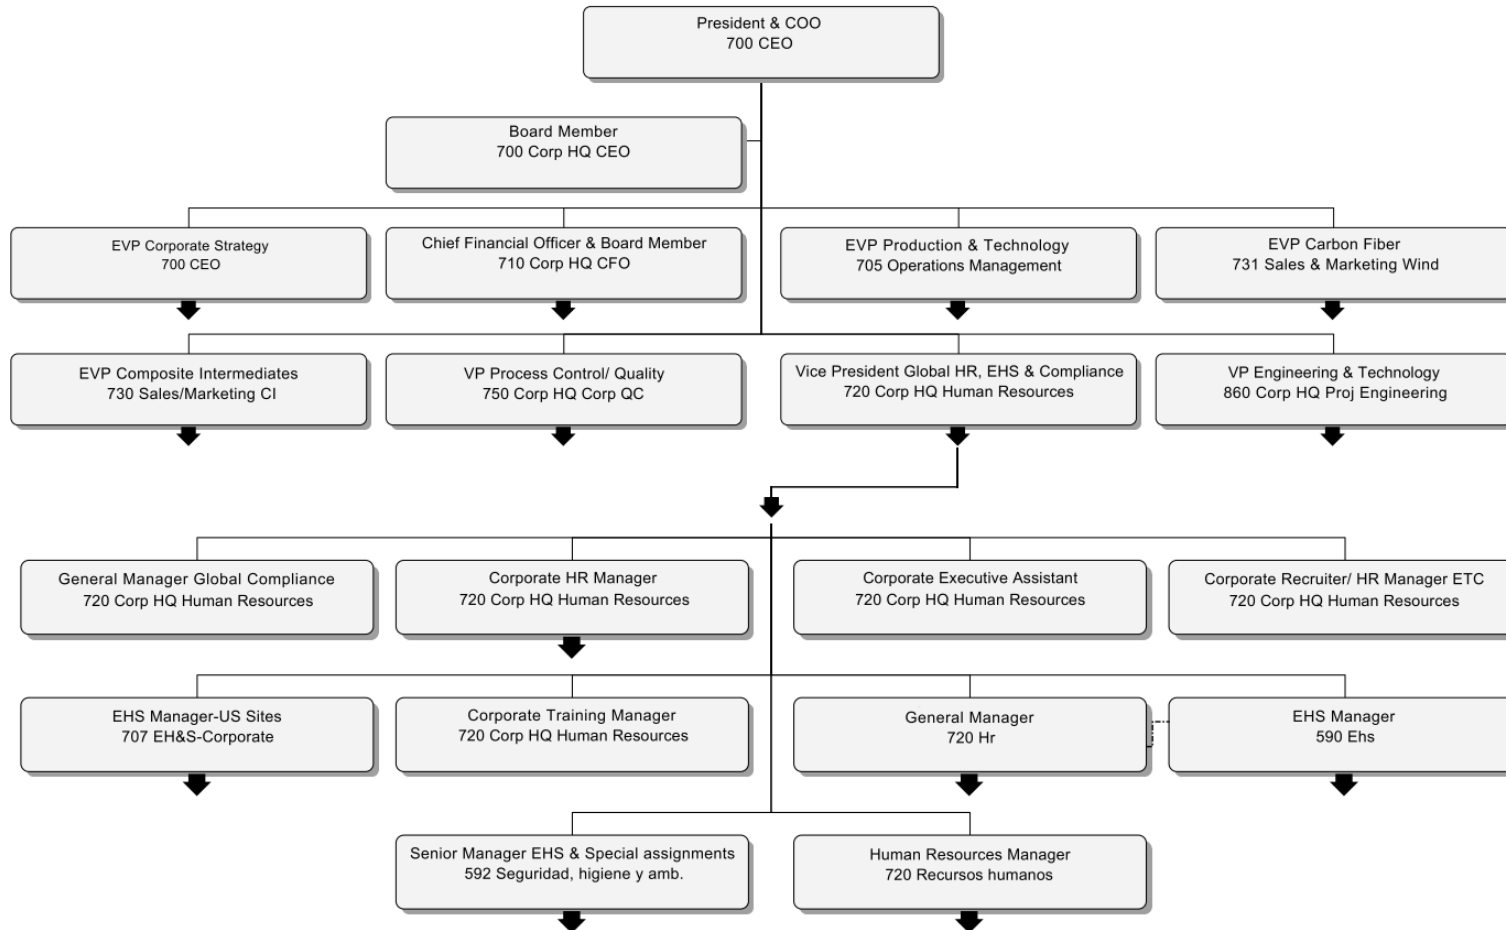 President & COO
700 CEO
Board Member
700 Corp HQ CEO
EVP Corporate Strategy
700 CEO
Chief Financial Officer & Board Member
710 Corp HQ CFO
EVP Production & Technology
705 Operations Management
EVP Carbon Fiber
731 Sales & Marketing Wind
EVP Composite Intermediates
730 Sales/Marketing CI
VP Process Control/ Quality
750 Corp HQ Corp QC
Vice President Global HR, EHS & Compliance
720 Corp HQ Human Resources
VP Engineering & Technology
860 Corp HQ Proj Engineering
General Manager Global Compliance
720 Corp HQ Human Resources
Corporate HR Manager
720 Corp HQ Human Resources
Corporate Executive Assistant
720 Corp HQ Human Resources
Corporate Recruiter/ HR Manager ETC
720 Corp HQ Human Resources
EHS Manager-US Sites
707 EH&S-Corporate
Corporate Training Manager
720 Corp HQ Human Resources
General Manager
720 Hr
EHS Manager
590 Ehs
Senior Manager EHS & Special assignments
592 Seguridad, higiene y amb.
Human Resources Manager
720 Recursos humanos